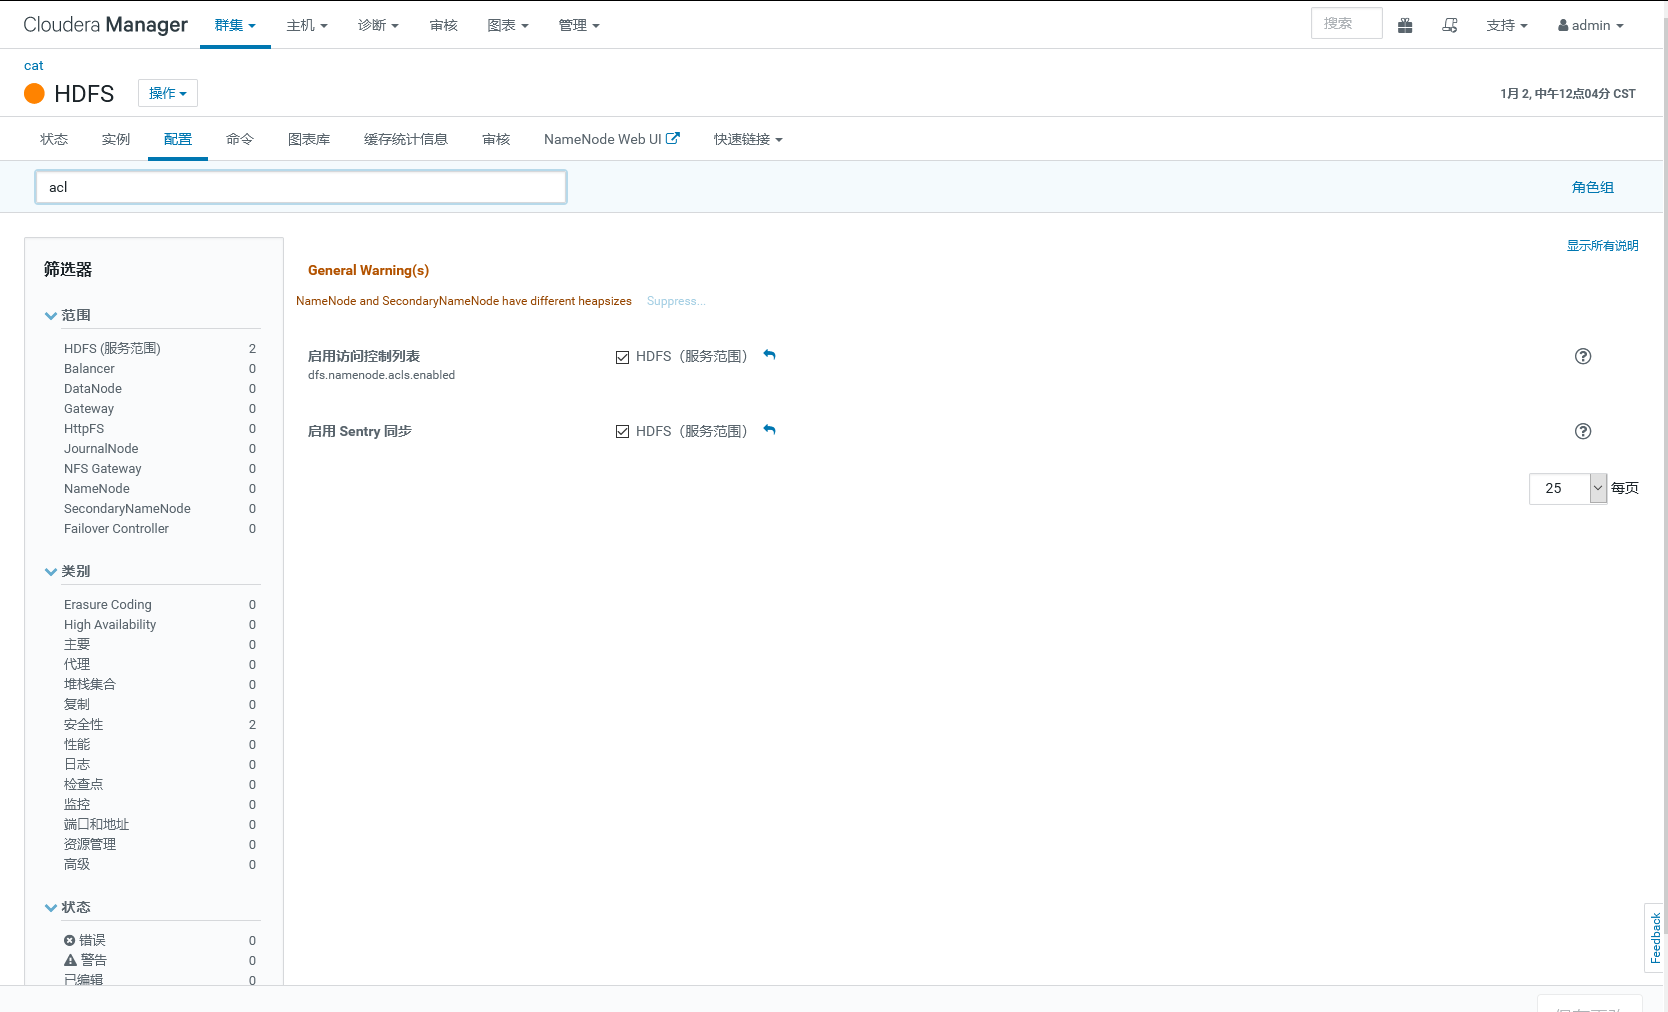 Cloudera Manager 群集 主机 诊断 审核 图表 管理 搜索 支持 admin
cat
HDFS 操作 1月 2, 中午12点04分 CST
状态 实例 配置 命令 图表库 缓存统计信息 审核 NameNode Web UI 快速链接
acl 角色组
显示所有说明
筛选器
范围
HDFS (服务范围) 2
Balancer 0
DataNode 0
Gateway 0
HttpFS 0
JournalNode 0
NFS Gateway 0
NameNode 0
SecondaryNameNode 0
Failover Controller 0
类别
Erasure Coding 0
High Availability 0
主要 0
代理 0
堆栈集合 0
复制 0
安全性 2
性能 0
日志 0
检查点 0
监控 0
端口和地址 0
资源管理 0
高级 0
状态
错误 0
警告 0
已编辑 0
General Warning(s)
NameNode and SecondaryNameNode have different heapsizes Suppress...
启用访问控制列表 HDFS（服务范围）
dfs.namenode.acls.enabled
启用 Sentry 同步 HDFS（服务范围）
25 每页
Feedback